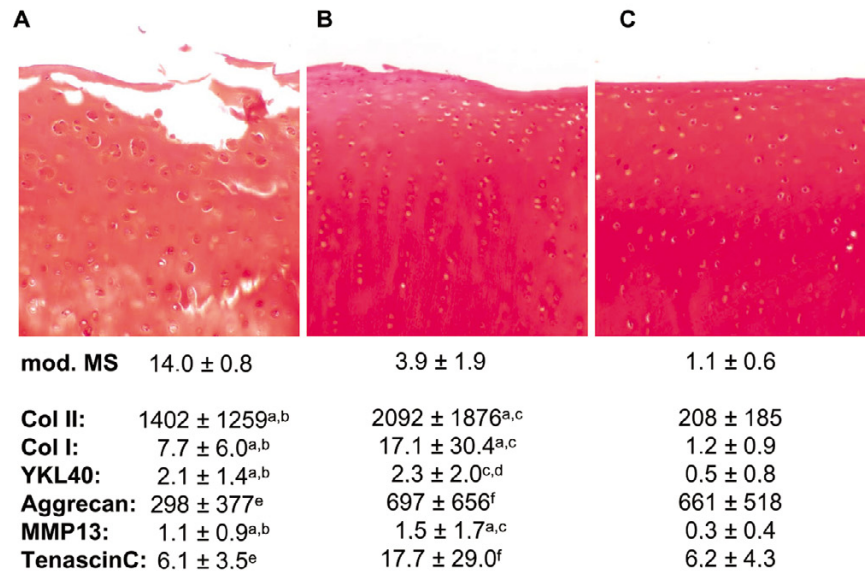 A B C
mod. MS 14.0 ± 0.8 3.9 ± 1.9 1.1 ± 0.6
Col II: 1402 ± 1259a,b 2092 ± 1876a,c 208 ± 185
Col I: 7.7 ± 6.0a,b 17.1 ± 30.4a,c 1.2 ± 0.9
YKL40: 2.1 ± 1.4a,b 2.3 ± 2.0c,d 0.5 ± 0.8
Aggrecan: 298 ± 377e 697 ± 656f 661 ± 518
MMP13: 1.1 ± 0.9a,b 1.5 ± 1.7a,c 0.3 ± 0.4
TenascinC: 6.1 ± 3.5e 17.7 ± 29.0f 6.2 ± 4.3